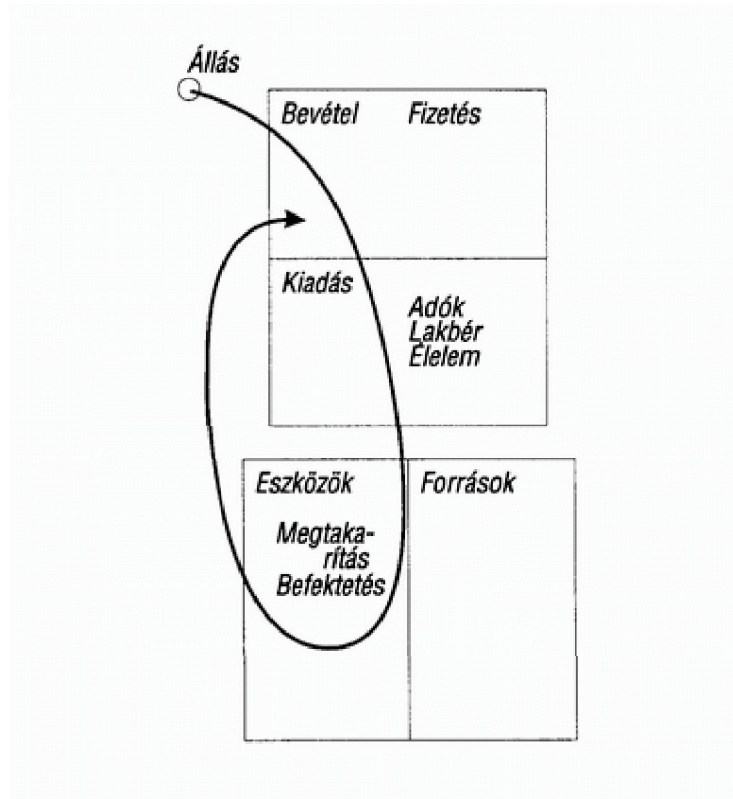 Állás
Bevétel Fizetés
Kiadás
Adók
Lakbér
Élelem
Eszközök Források
Megtaka-
rítás
Befektetés